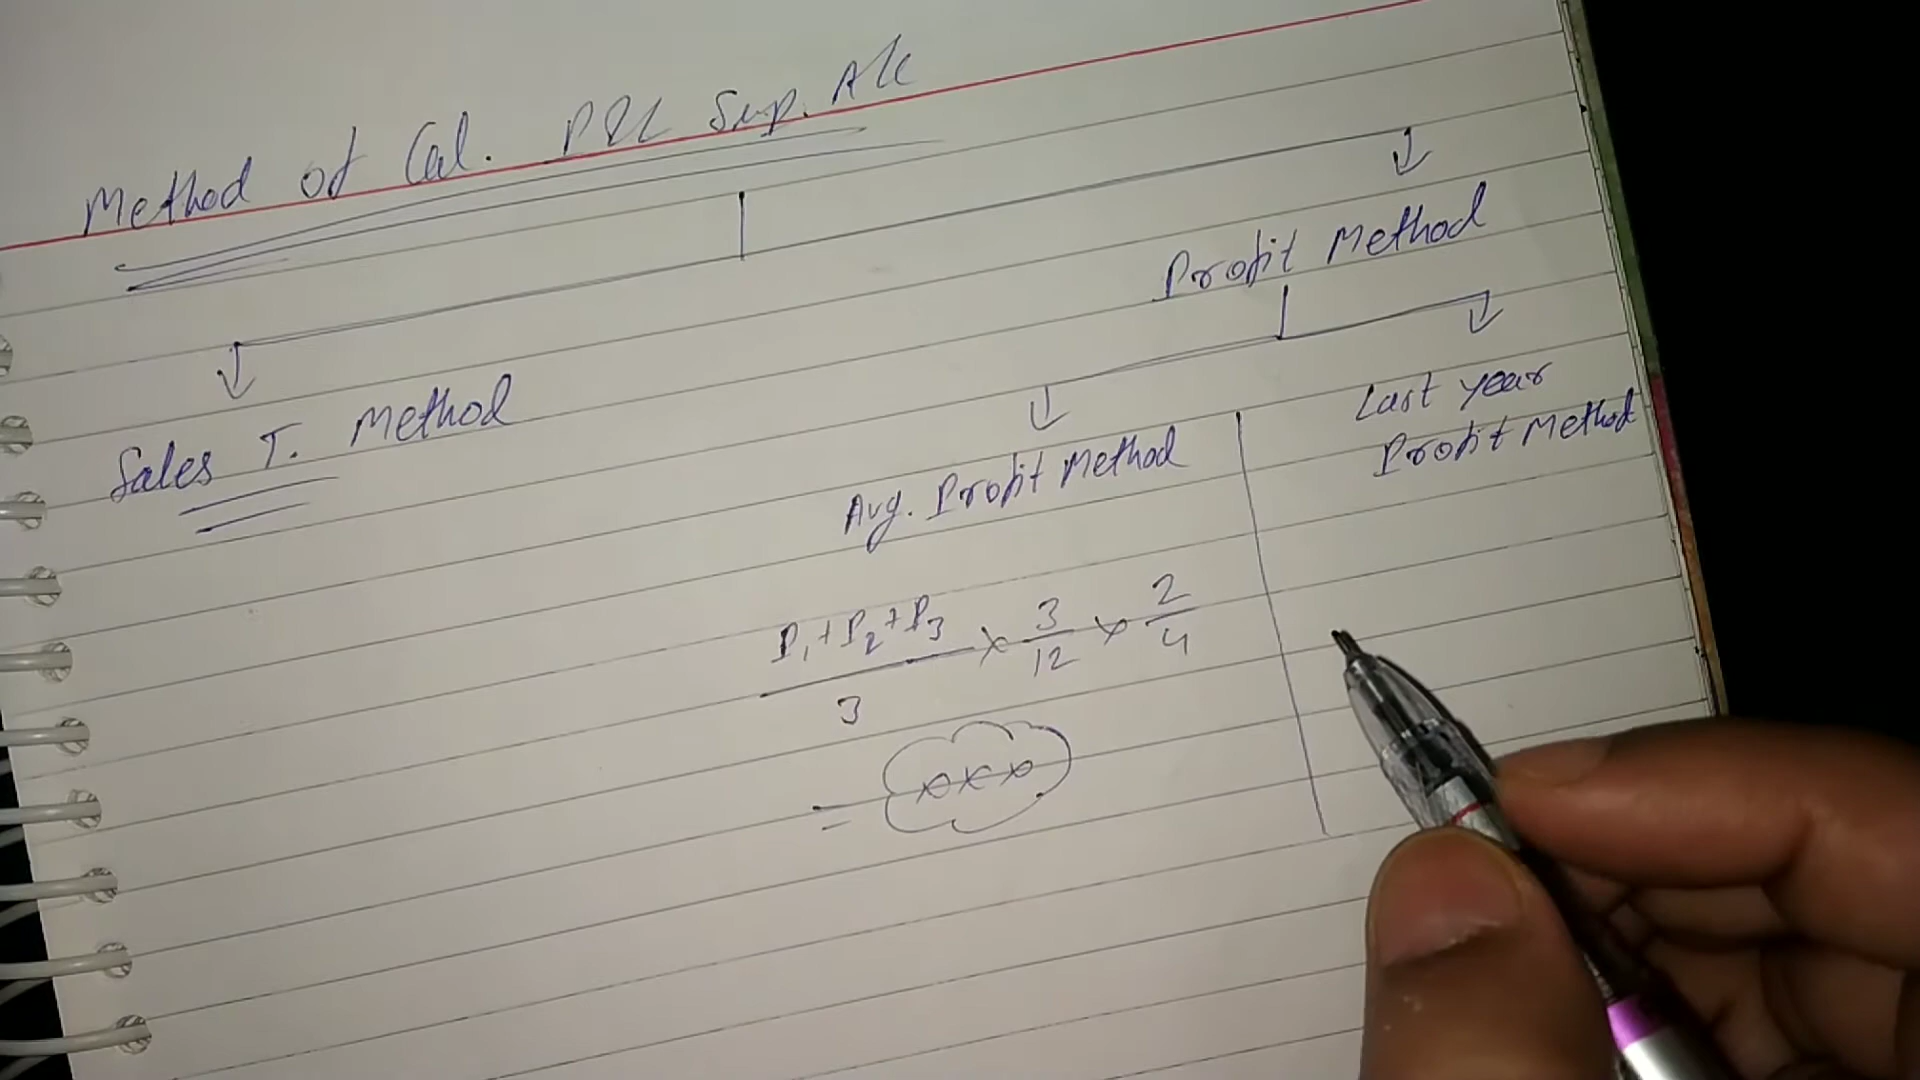 Method of Cal. P&L Sup. A/c
Profit Method
Sales T. Method
Avg. Profit Method
Last year
Profit Method
P₁+P₂+P₃ / 3 × 3/12 × 2/4
= xxx